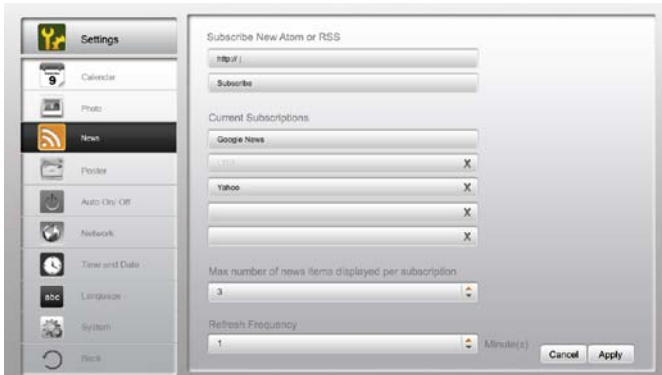 Settings
9
Calendar
Photo
News
Poster
Auto On/ Off
Network
Time and Date
abc
Language
System
Back
Subscribe New Atom or RSS
http:// |
Subscribe
Current Subscriptions
Google News
X
Yahoo X
X
X
Max number of news items displayed per subscription
3
Refresh Frequency
1 Minute(s)
Cancel Apply